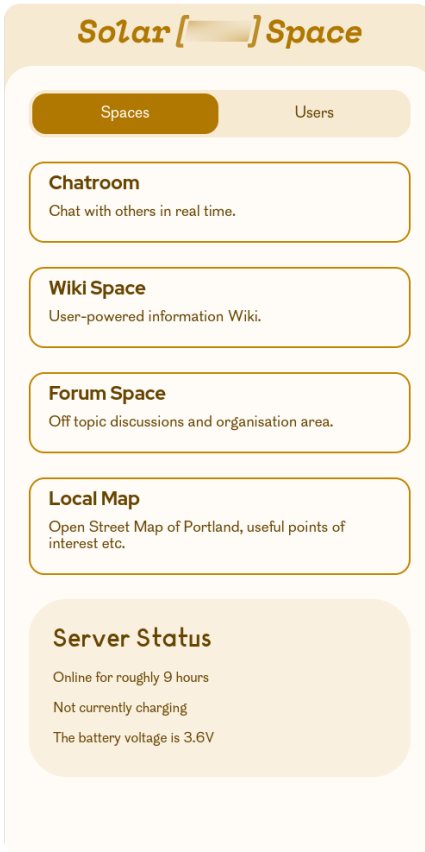 Solar [ ] Space
Spaces Users
Chatroom
Chat with others in real time.
Wiki Space
User-powered information Wiki.
Forum Space
Off topic discussions and organisation area.
Local Map
Open Street Map of Portland, useful points of
interest etc.
Server Status
Online for roughly 9 hours
Not currently charging
The battery voltage is 3.6V